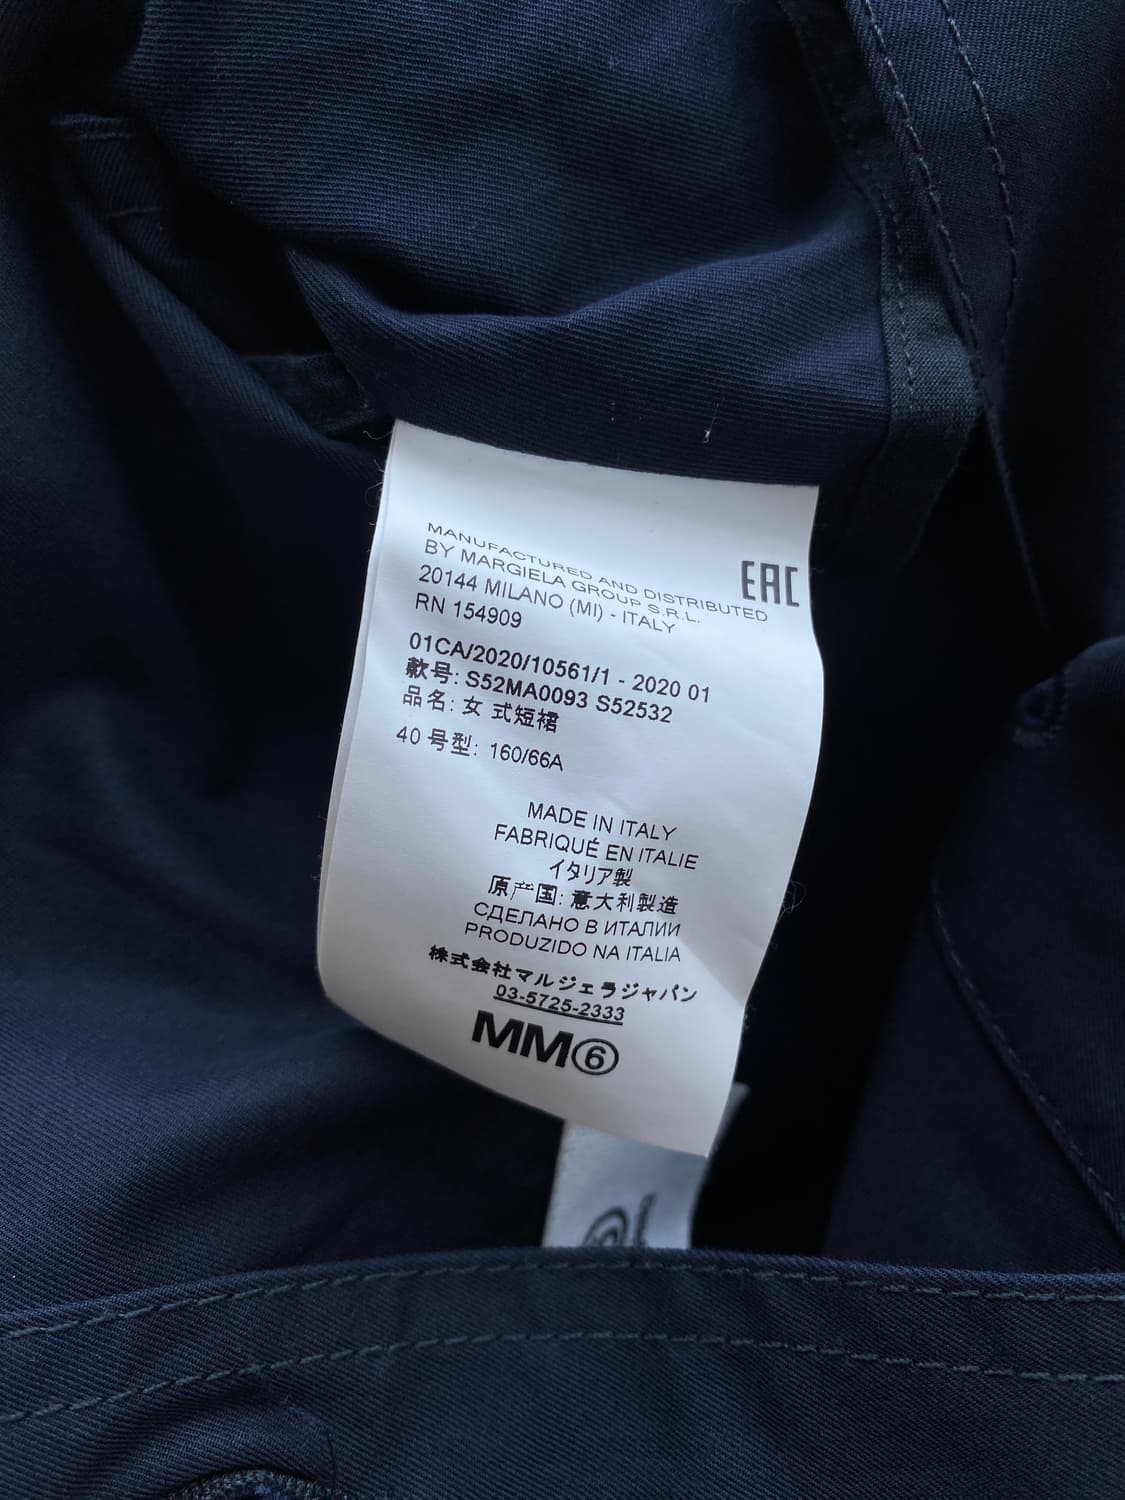 MANUFACTURED AND DISTRIBUTED
BY MARGIELA GROUP S.R.L.
20144 MILANO (MI) - ITALY
RN 154909
EAC
01CA/2020/10561/1 - 2020 01
款号: S52MA0093 S52532
品名: 女 式短裙
40 号型: 160/66A
MADE IN ITALY
FABRIQUÉ EN ITALIE
イタリア製
原产国: 意大利製造
СДЕЛАНО В ИТАЛИИ
PRODUZIDO NA ITALIA
株式会社マルジェラジャパン
03-5725-2333
MM6